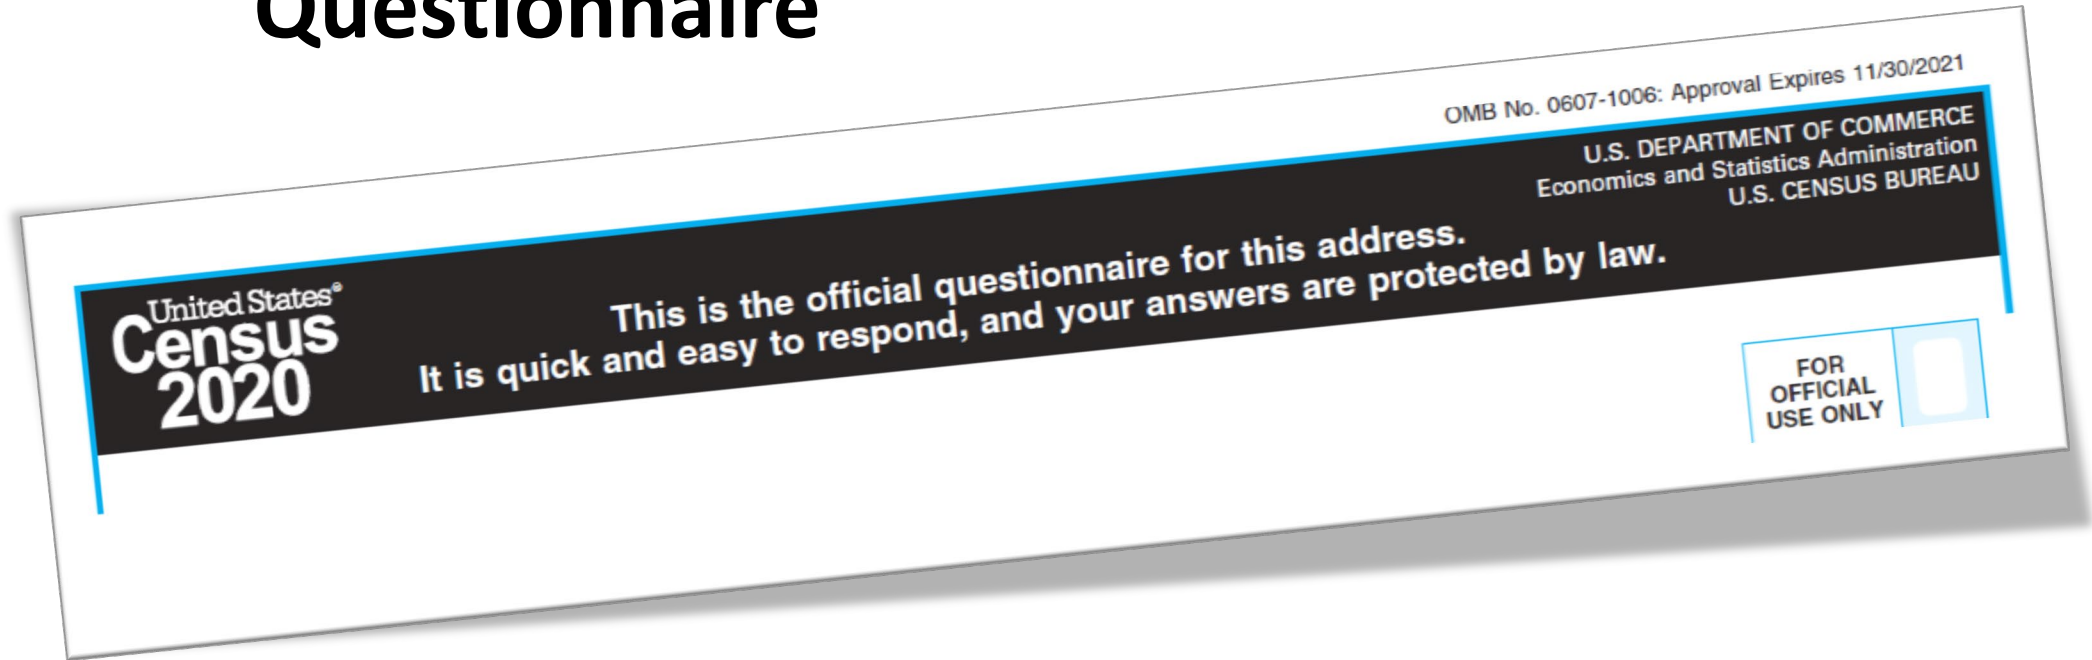 Questionnaire
OMB No. 0607-1006: Approval Expires 11/30/2021
U.S. DEPARTMENT OF COMMERCE
Economics and Statistics Administration
U.S. CENSUS BUREAU
United States®
Census
2020
This is the official questionnaire for this address.
It is quick and easy to respond, and your answers are protected by law.
FOR
OFFICIAL
USE ONLY